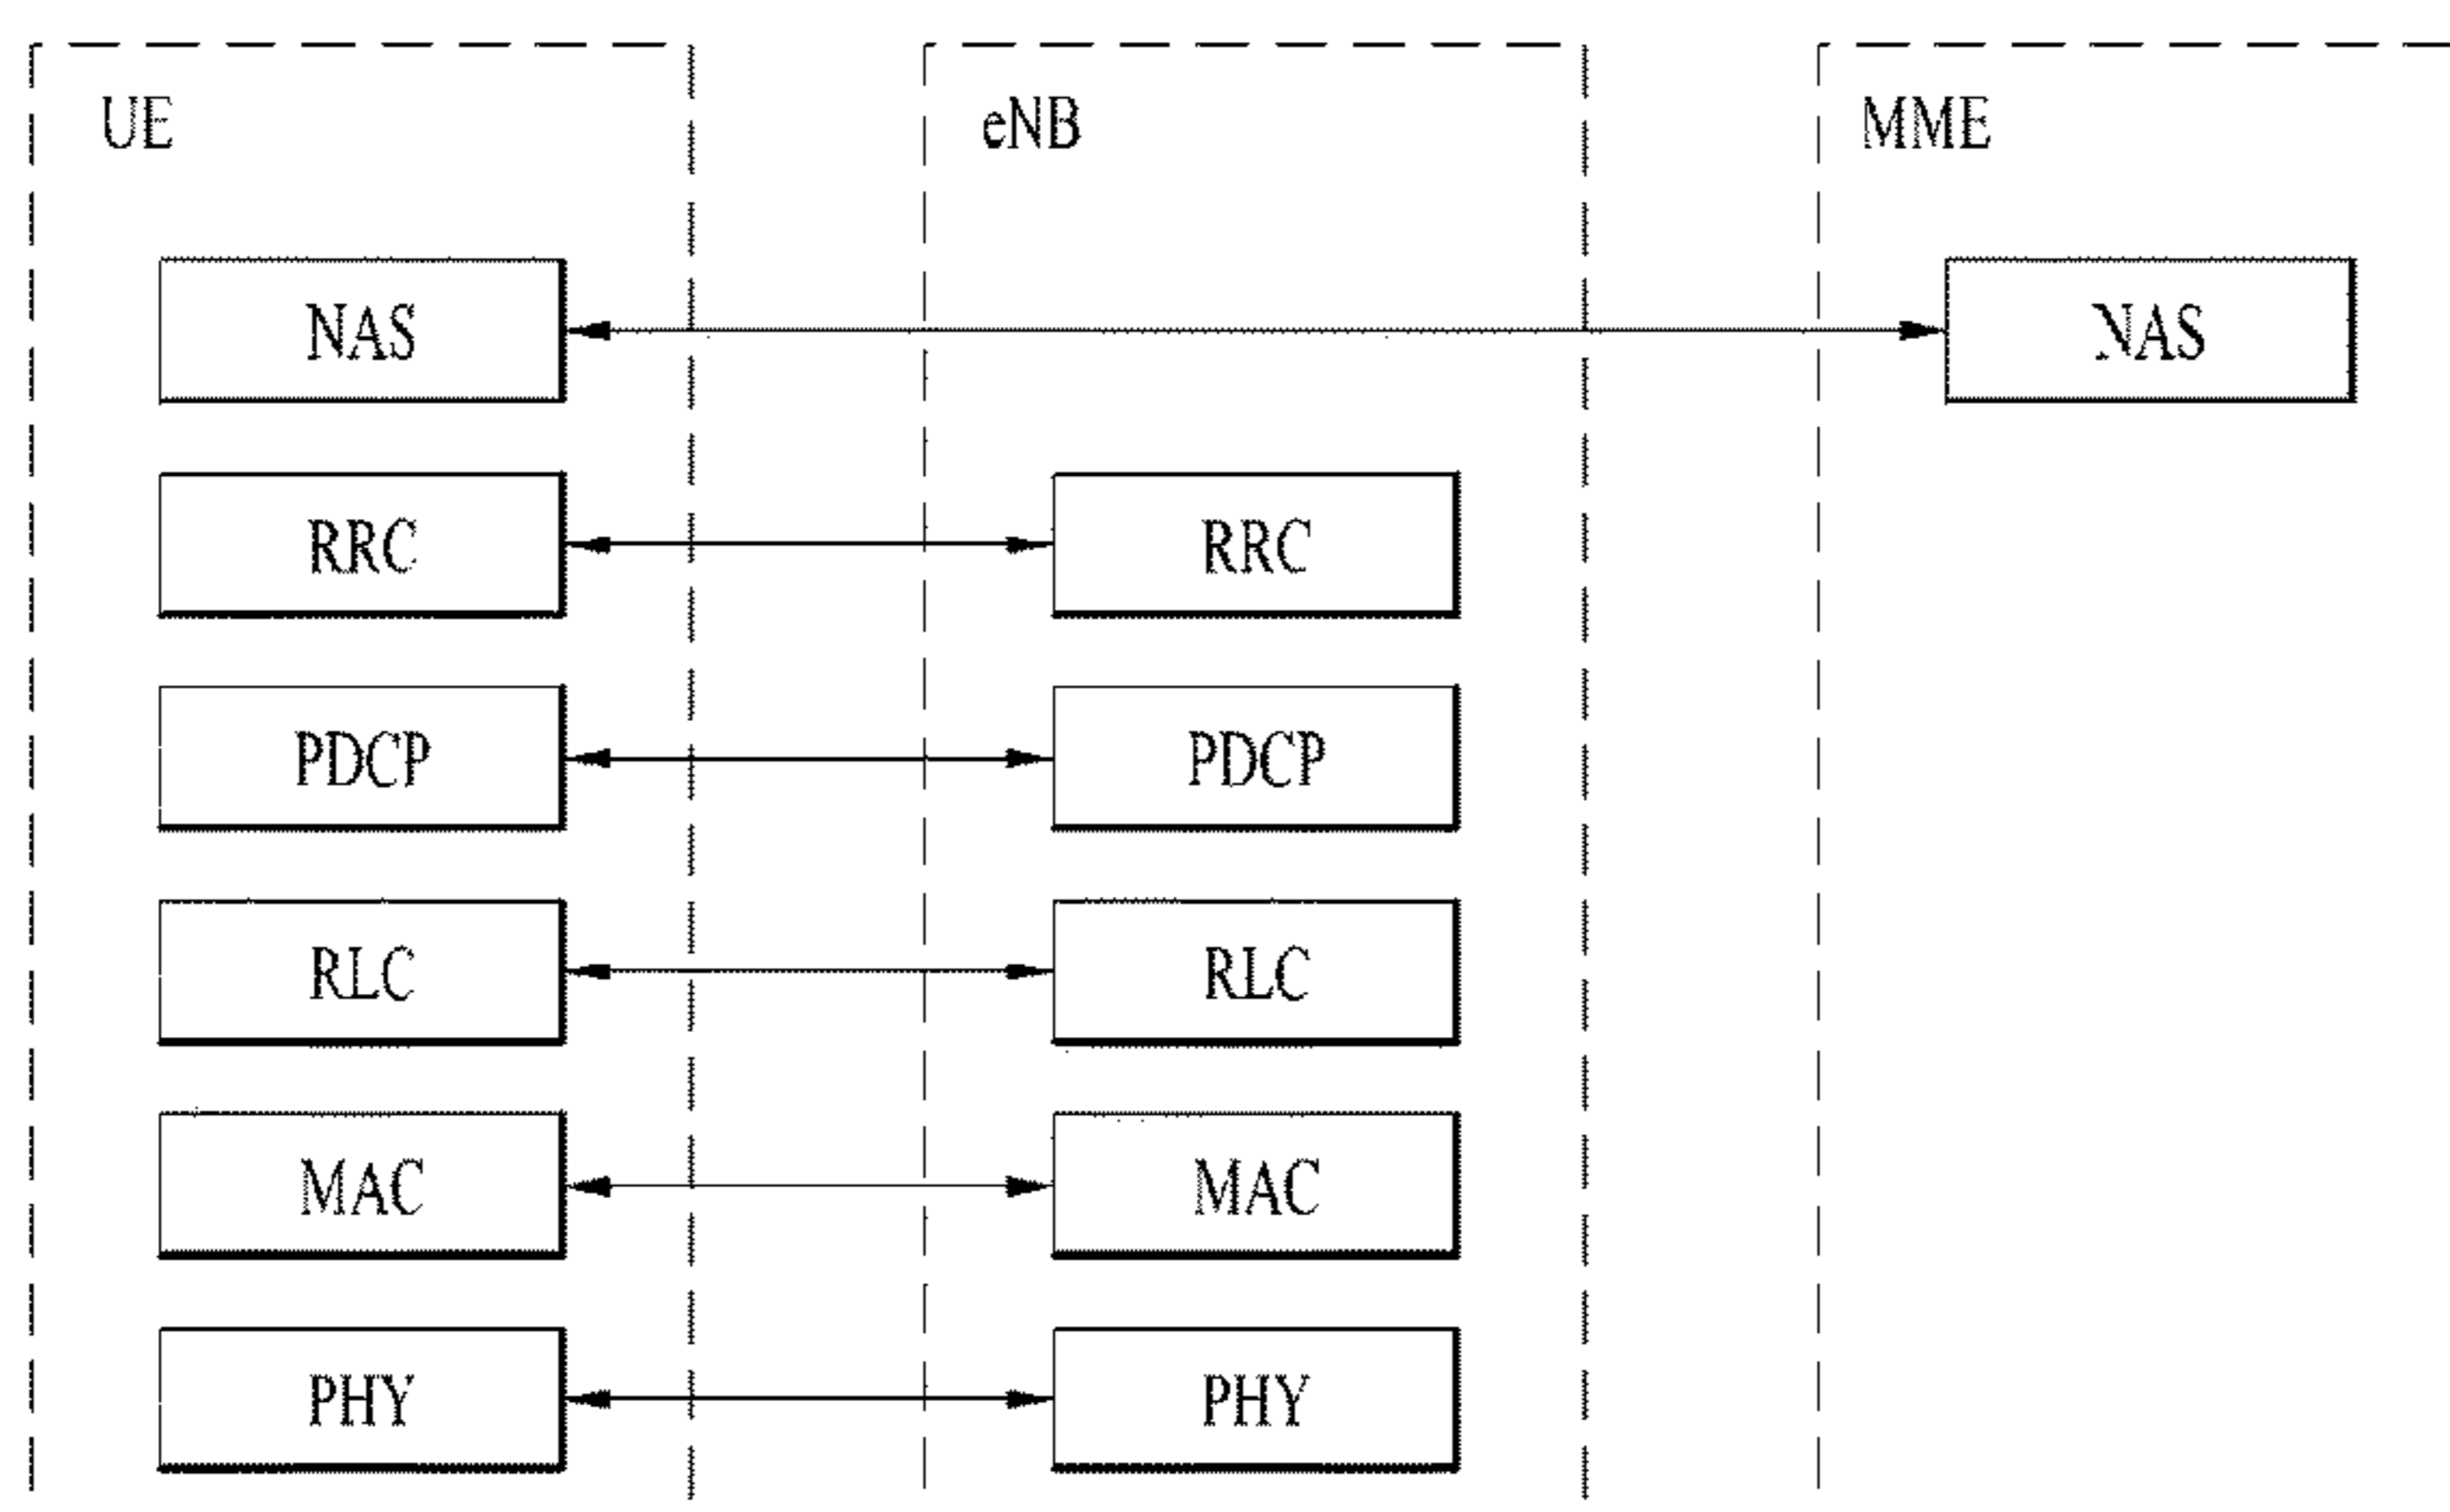 UE eNB MME
NAS NAS
RRC RRC
PDCP PDCP
RLC RLC
MAC MAC
PHY PHY